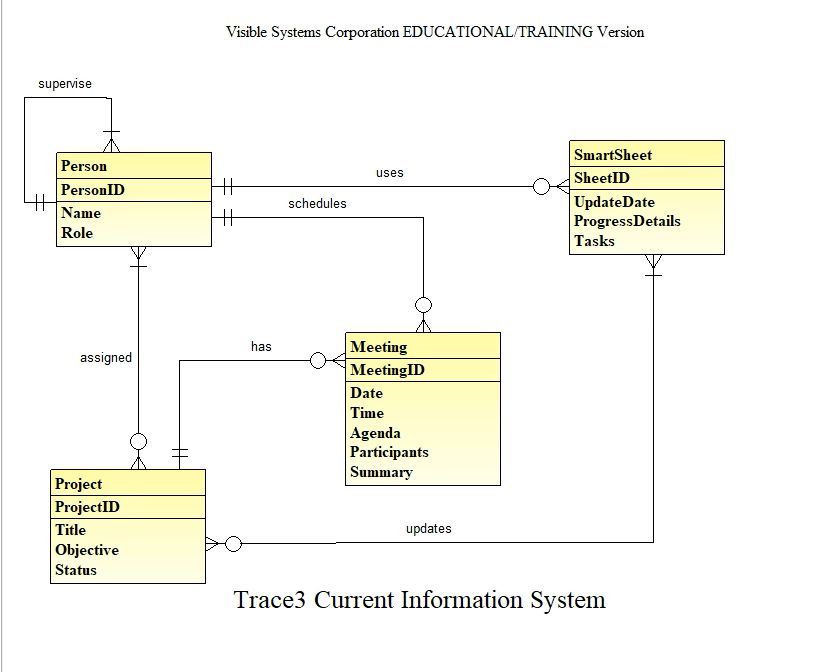 Visible Systems Corporation EDUCATIONAL/TRAINING Version
supervise
Person
PersonID
Name
Role
uses
schedules
SmartSheet
SheetID
UpdateDate
ProgressDetails
Tasks
assigned
has
Meeting
MeetingID
Date
Time
Agenda
Participants
Summary
Project
ProjectID
Title
Objective
Status
updates
Trace3 Current Information System